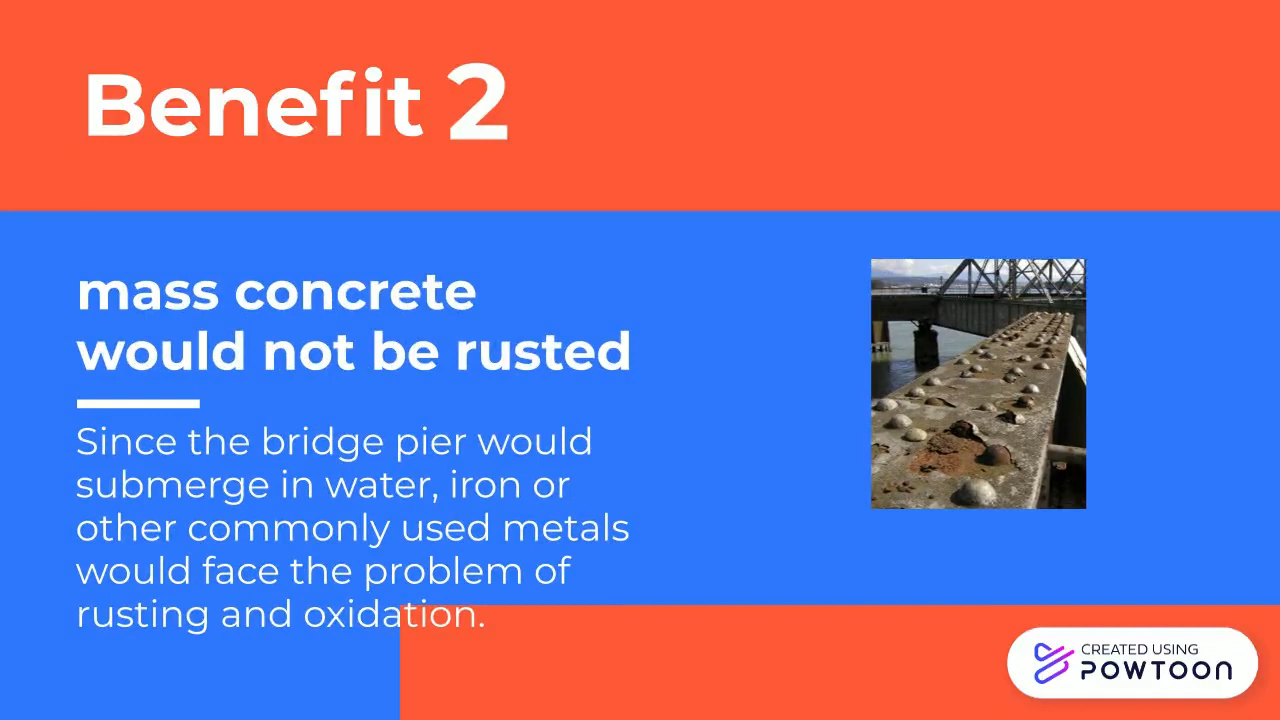 Benefit 2
mass concrete
would not be rusted
Since the bridge pier would
submerge in water, iron or
other commonly used metals
would face the problem of
rusting and oxidation.
CREATED USING
POWTOON